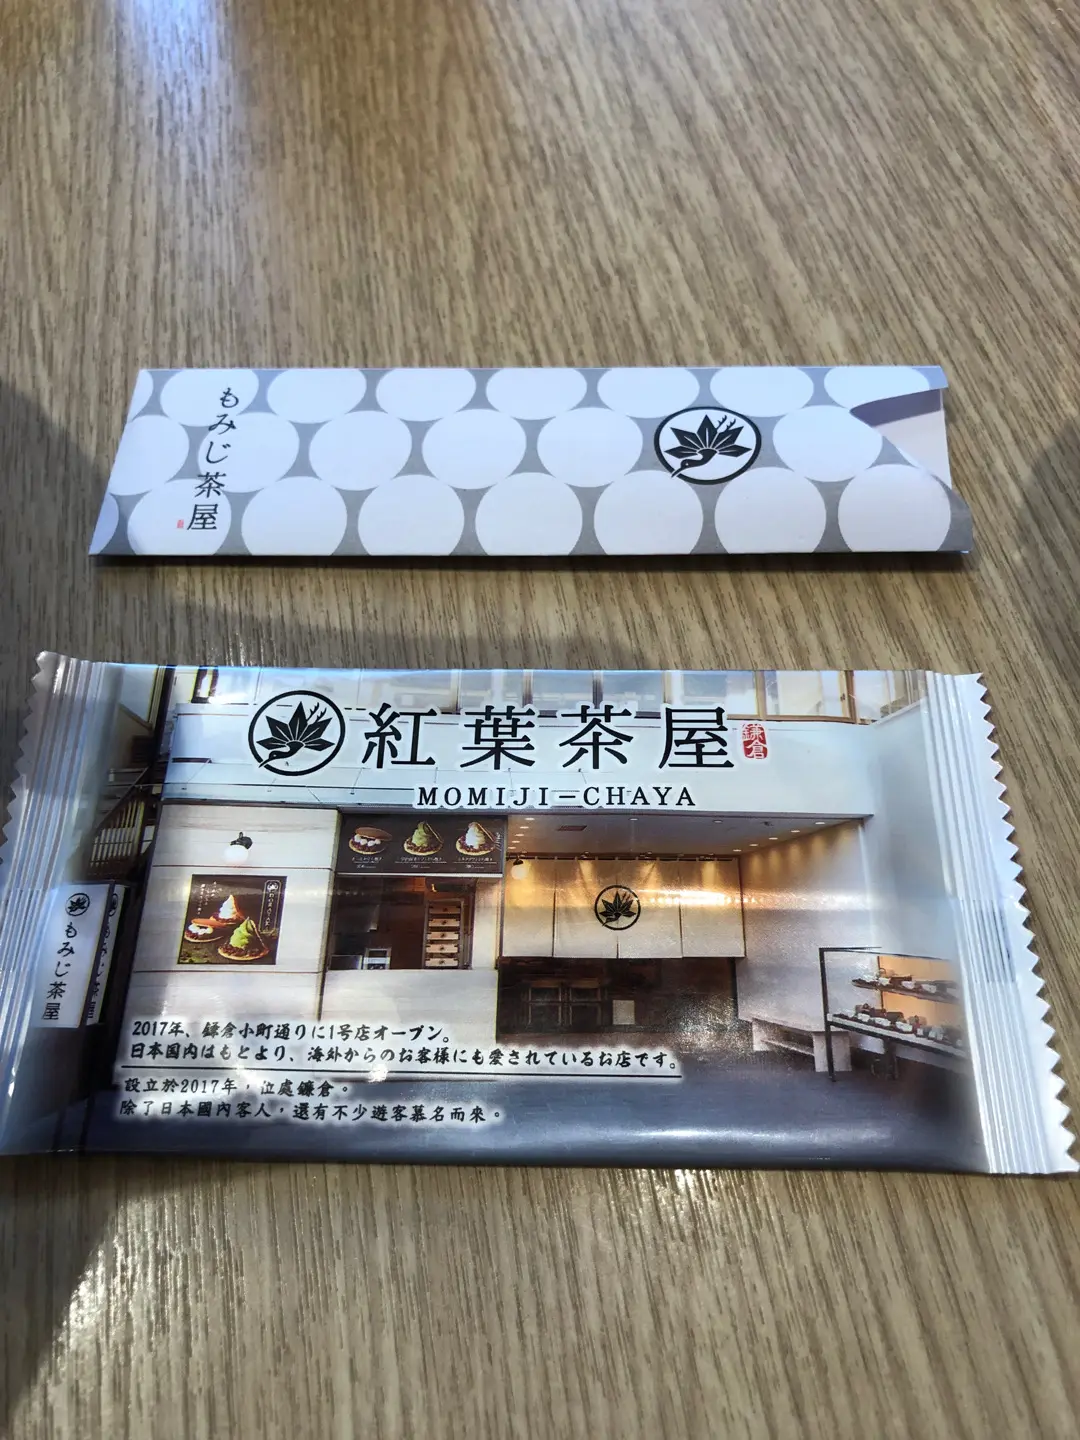 もみじ茶屋
紅葉茶屋
鎌倉
MOMIJI-CHAYA
もみじ茶屋
2017年、鎌倉小町通りに1号店オープン。
日本国内はもとより、海外からのお客様にも愛されているお店です。
設立於2017年，位處鎌倉。
除了日本國內客人，還有不少遊客慕名而來。